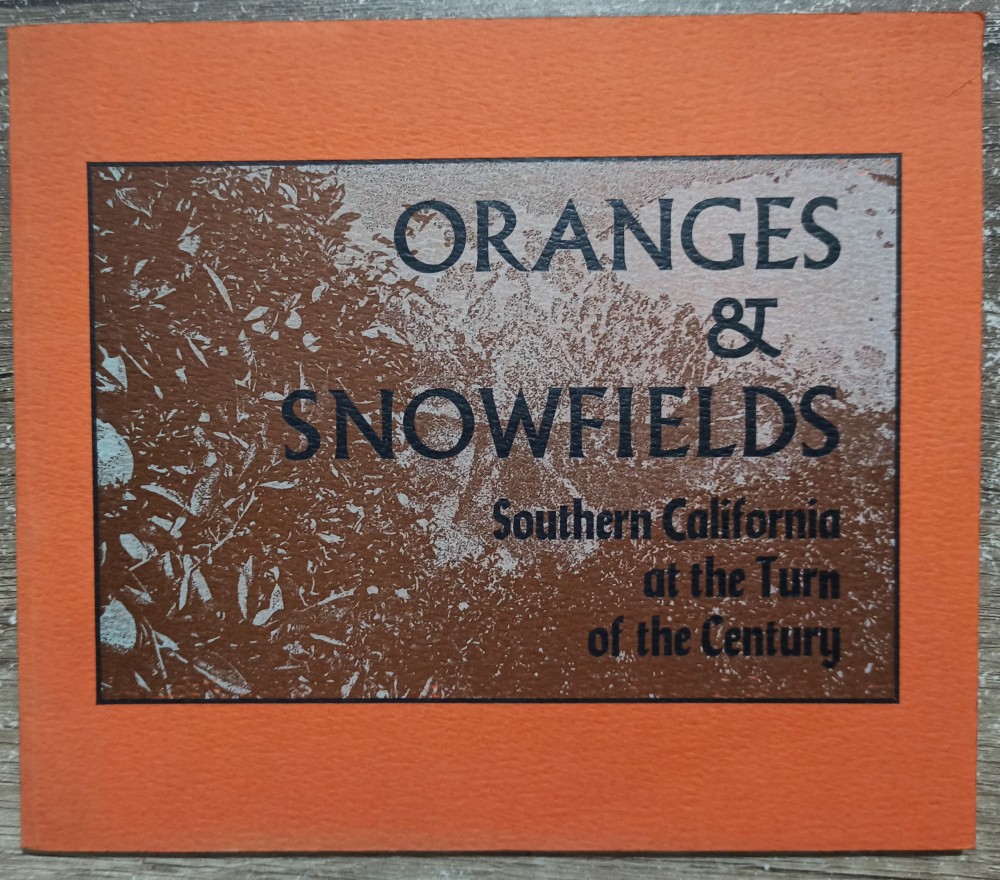 ORANGES
&
SNOWFIELDS
Southern California
at the Turn
of the Century